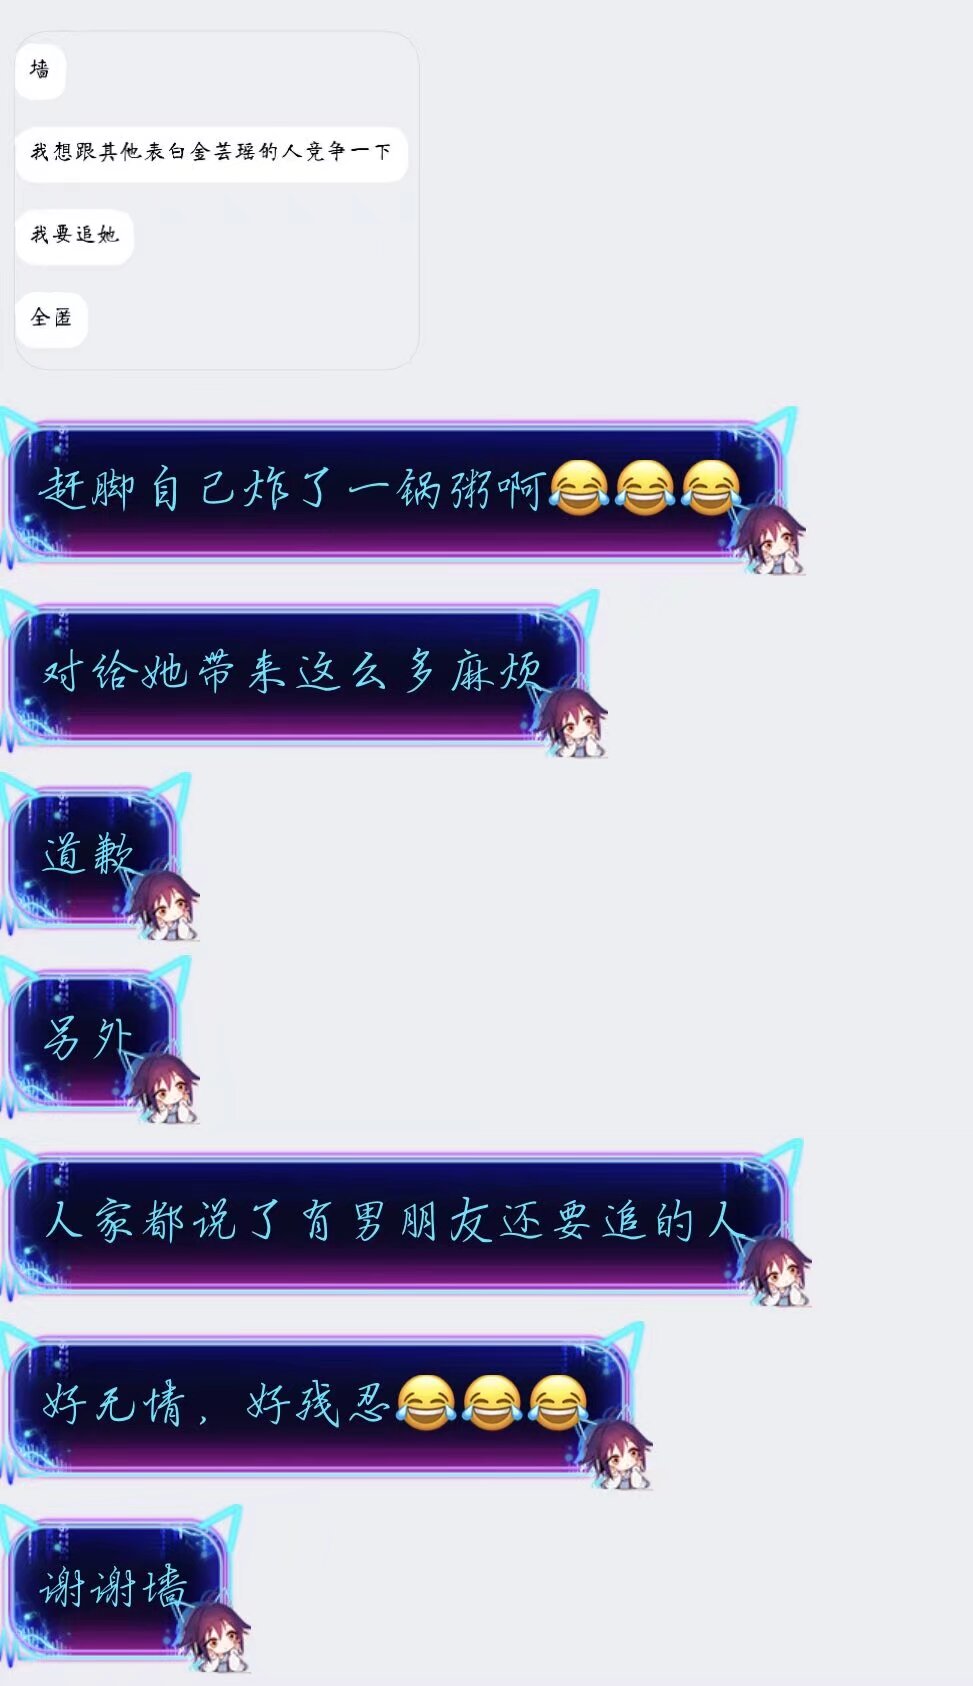 墙
我想跟其他表白金芸瑶的人竞争一下
我要追她
全匿
赶脚自己炸了一锅粥啊😂😂😂
对给她带来这么多麻烦
道歉
另外
人家都说了有男朋友还要追的人
好无情，好残忍😂😂😂
谢谢墙